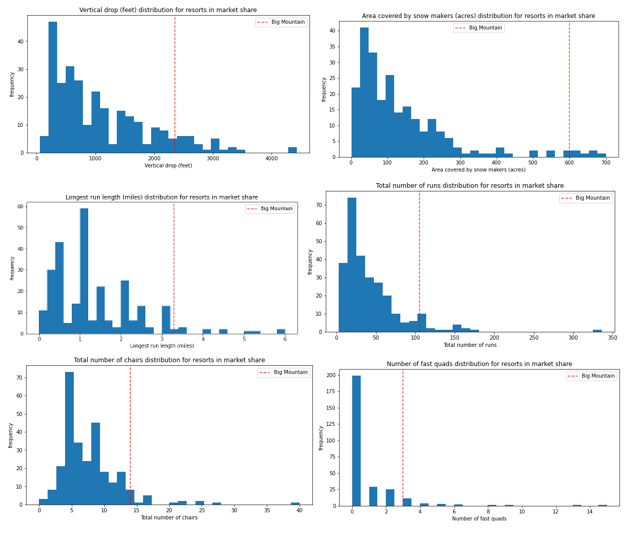 Vertical drop (feet) distribution for resorts in market share
Big Mountain
frequency
40
30
20
10
0
0 1000 2000 3000 4000
Vertical drop (feet)
Area covered by snow makers (acres) distribution for resorts in market share
Big Mountain
frequency
40
35
30
25
20
15
10
5
0
0 100 200 300 400 500 600 700
Area covered by snow makers (acres)
Longest run length (miles) distribution for resorts in market share
Big Mountain
frequency
60
50
40
30
20
10
0
0 1 2 3 4 5 6
Longest run length (miles)
Total number of runs distribution for resorts in market share
Big Mountain
frequency
70
60
50
40
30
20
10
0
0 50 100 150 200 250 300 350
Total number of runs
Total number of chairs distribution for resorts in market share
Big Mountain
frequency
70
60
50
40
30
20
10
0
0 5 10 15 20 25 30 35 40
Total number of chairs
Number of fast quads distribution for resorts in market share
Big Mountain
frequency
200
175
150
125
100
75
50
25
0
0 2 4 6 8 10 12 14
Number of fast quads